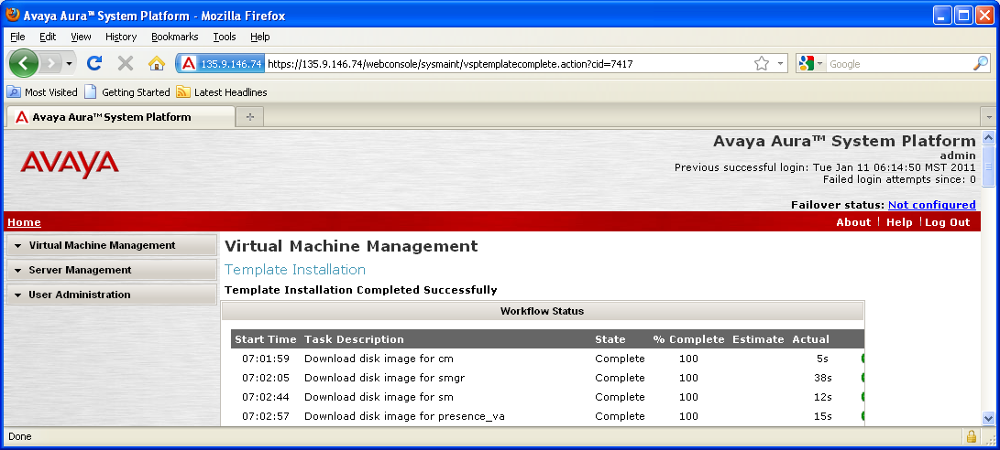 Avaya Aura™ System Platform - Mozilla Firefox
File Edit View History Bookmarks Tools Help
135.9.146.74 https://135.9.146.74/webconsole/sysmaint/vsptemplatecomplete.action?cid=7417 Google
Most Visited Getting Started Latest Headlines
Avaya Aura™ System Platform
AVAYA
Avaya Aura™ System Platform
admin
Previous successful login: Tue Jan 11 06:14:50 MST 2011
Failed login attempts since: 0
Failover status: Not configured
Home About | Help | Log Out
Virtual Machine Management
Server Management
User Administration
Virtual Machine Management
Template Installation
Template Installation Completed Successfully
Workflow Status
Start Time Task Description State % Complete Estimate Actual
07:01:59 Download disk image for cm Complete 100 5s
07:02:05 Download disk image for smgr Complete 100 38s
07:02:44 Download disk image for sm Complete 100 12s
07:02:57 Download disk image for presence_va Complete 100 15s
Done